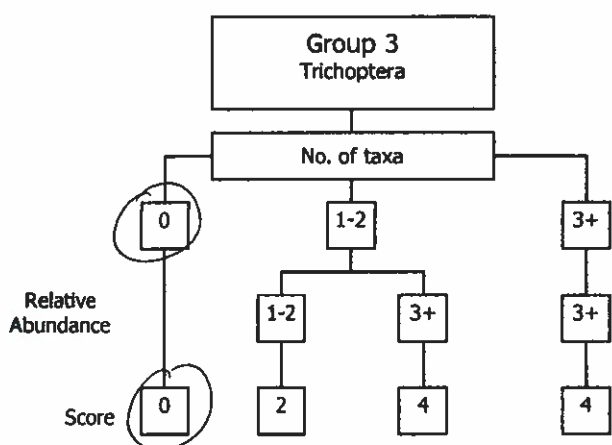 Group 3
Trichoptera
No. of taxa
0 1-2 3+
Relative
Abundance
1-2 3+ 3+
Score 0 2 4 4